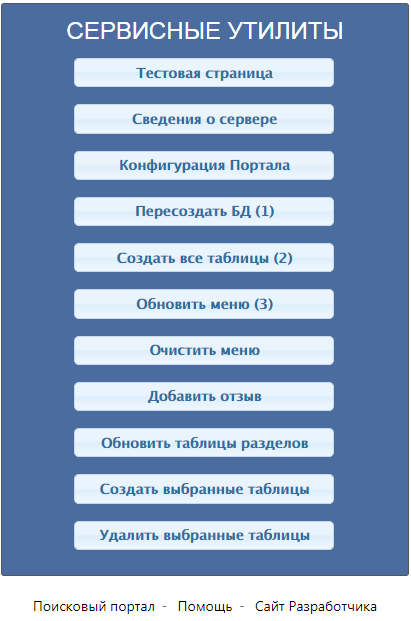 СЕРВИСНЫЕ УТИЛИТЫ
Тестовая страница
Сведения о сервере
Конфигурация Портала
Пересоздать БД (1)
Создать все таблицы (2)
Обновить меню (3)
Очистить меню
Добавить отзыв
Обновить таблицы разделов
Создать выбранные таблицы
Удалить выбранные таблицы
Поисковый портал - Помощь - Сайт Разработчика